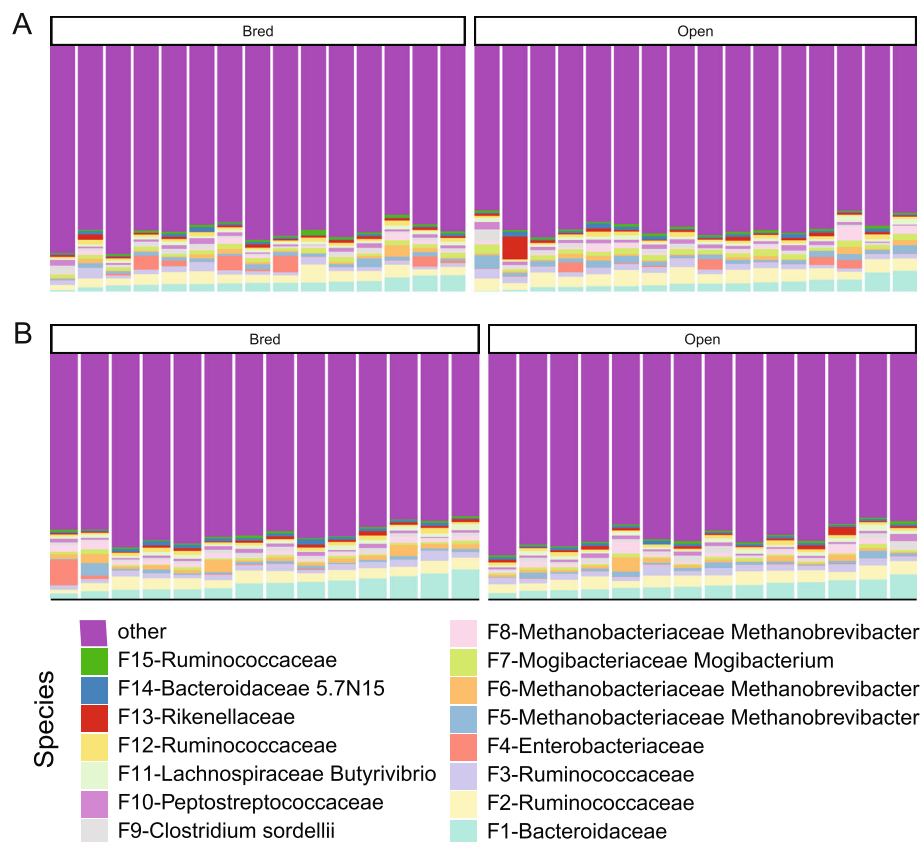 A
Bred
Open
B
Bred
Open
Species
other
F15-Ruminococcaceae
F14-Bacteroidaceae 5.7N15
F13-Rikenellaceae
F12-Ruminococcaceae
F11-Lachnospiraceae Butyrivibrio
F10-Peptostreptococcaceae
F9-Clostridium sordellii
F8-Methanobacteriaceae Methanobrevibacter
F7-Mogibacteriaceae Mogibacterium
F6-Methanobacteriaceae Methanobrevibacter
F5-Methanobacteriaceae Methanobrevibacter
F4-Enterobacteriaceae
F3-Ruminococcaceae
F2-Ruminococcaceae
F1-Bacteroidaceae